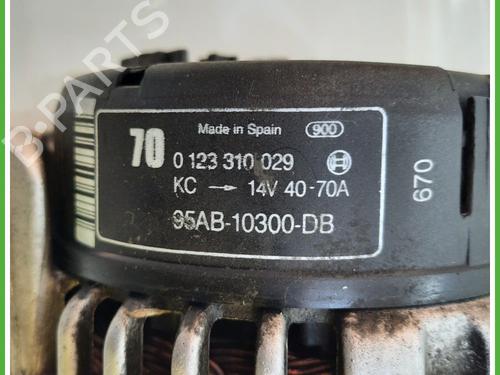 B-PARTS
70
Made in Spain 900
0 123 310 029
KC → 14V 40-70A
95AB-10300-DB
670